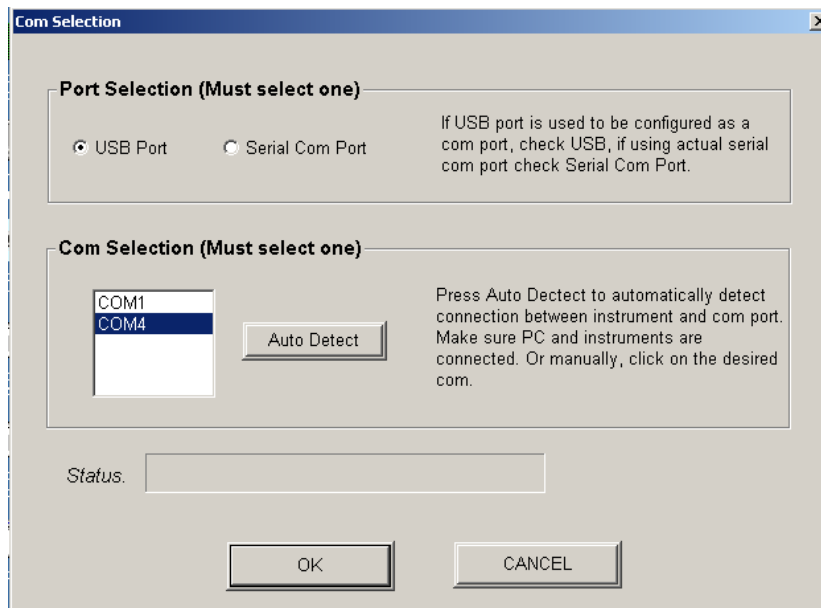 Com Selection
Port Selection (Must select one)
USB Port
Serial Com Port
If USB port is used to be configured as a
com port, check USB, if using actual serial
com port check Serial Com Port.
Com Selection (Must select one)
COM1
COM4
Auto Detect
Press Auto Dectect to automatically detect
connection between instrument and com port.
Make sure PC and instruments are
connected. Or manually, click on the desired
com.
Status.
OK
CANCEL